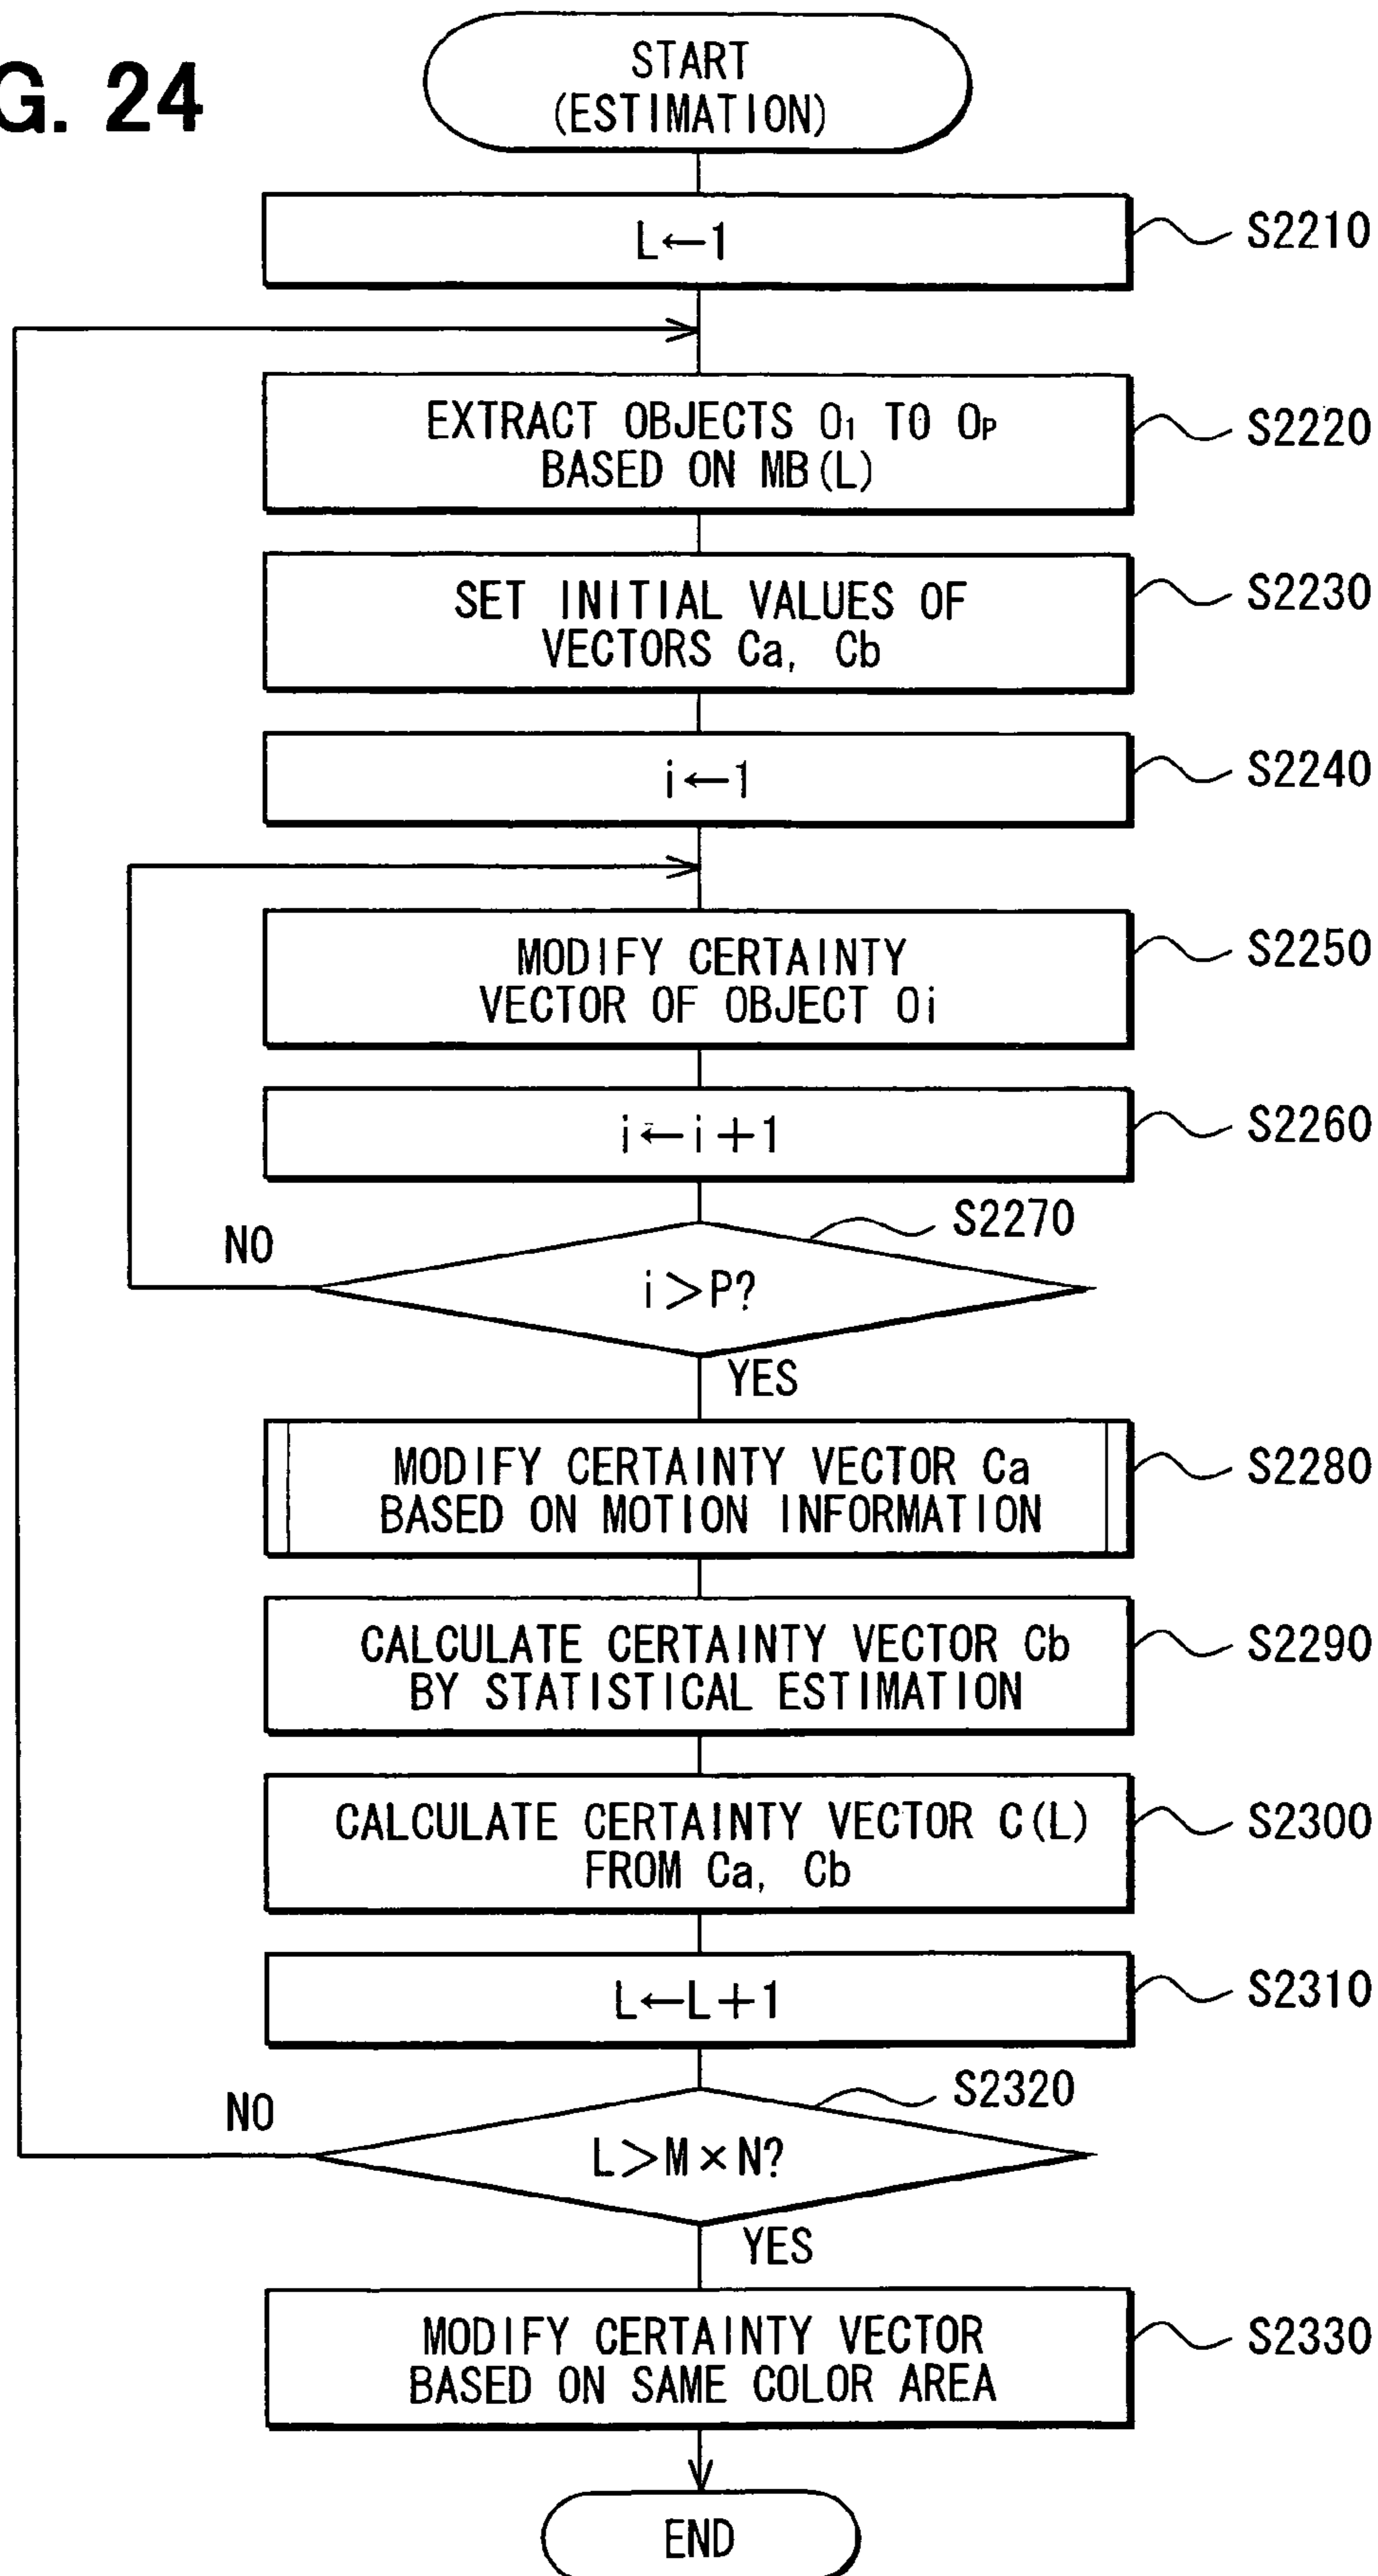 G. 24
START
(ESTIMATION)
L←1
S2210
EXTRACT OBJECTS O1 TO OP
BASED ON MB(L)
S2220
SET INITIAL VALUES OF
VECTORS Ca, Cb
S2230
i←1
S2240
MODIFY CERTAINTY
VECTOR OF OBJECT Oi
S2250
i←i+1
S2260
S2270
NO
i>P?
YES
MODIFY CERTAINTY VECTOR Ca
BASED ON MOTION INFORMATION
S2280
CALCULATE CERTAINTY VECTOR Cb
BY STATISTICAL ESTIMATION
S2290
CALCULATE CERTAINTY VECTOR C(L)
FROM Ca, Cb
S2300
L←L+1
S2310
S2320
NO
L>M×N?
YES
MODIFY CERTAINTY VECTOR
BASED ON SAME COLOR AREA
S2330
END